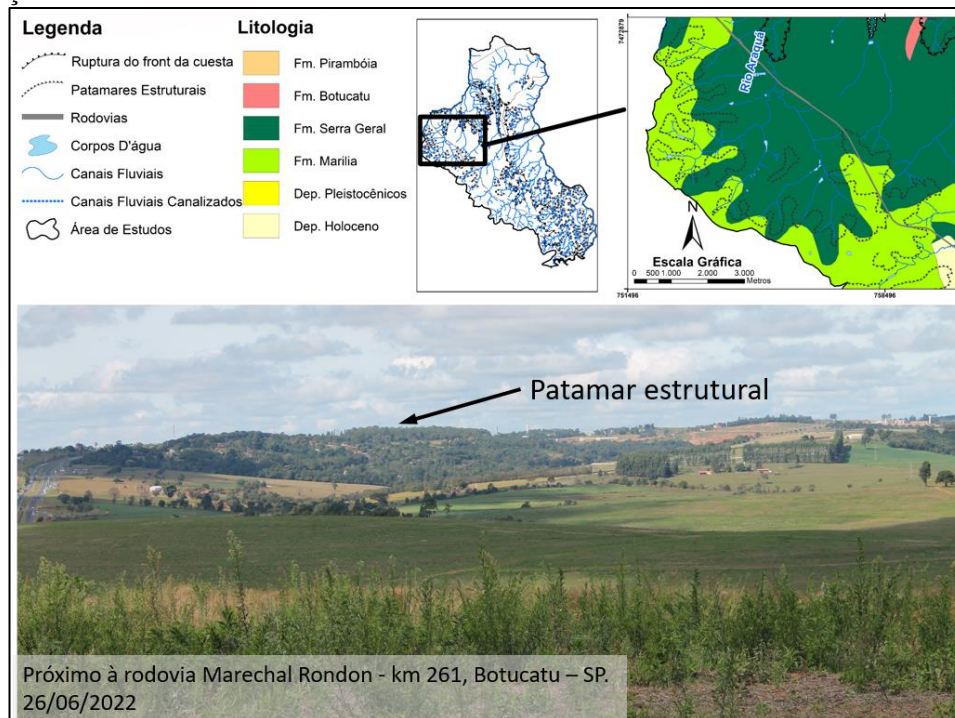 Legenda
Ruptura do front da cuesta
Patamares Estruturais
Rodovias
Corpos D'água
Canais Fluviais
Canais Fluviais Canalizados
Área de Estudos
Litologia
Fm. Pirambóia
Fm. Botucatu
Fm. Serra Geral
Fm. Marilia
Dep. Pleistocênicos
Dep. Holoceno
7472879
Rio Araquá
N
Escala Gráfica
0 500 1.000 2.000 3.000
Metros
751496
758496
Patamar estrutural
Próximo à rodovia Marechal Rondon - km 261, Botucatu – SP.
26/06/2022